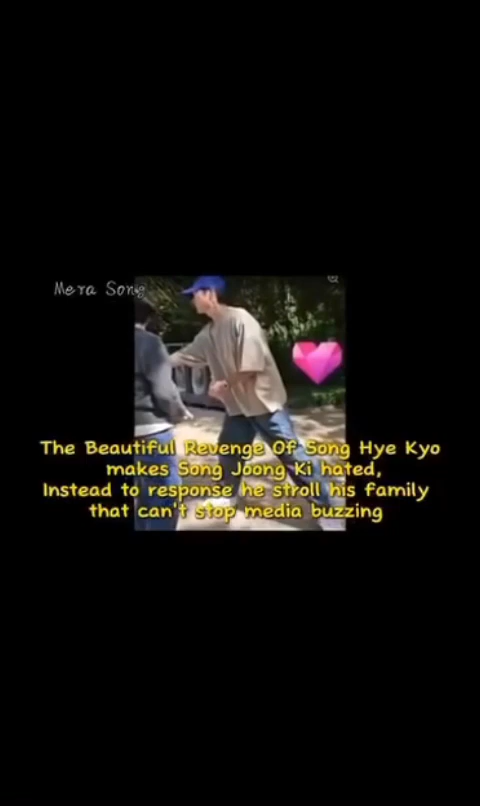 Mera Song
The Beautiful Revenge Of Song Hye Kyo
makes Song Joong Ki hated,
Instead to response he stroll his family
that can't stop media buzzing